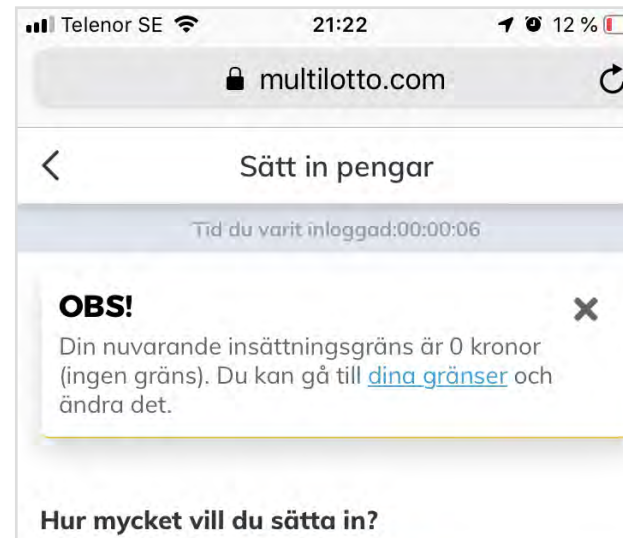 Telenor SE 21:22 12 %
multilotto.com
Sätt in pengar
Tid du varit inloggad:00:00:06
OBS!
Din nuvarande insättningsgräns är 0 kronor
(ingen gräns). Du kan gå till dina gränser och
ändra det.
Hur mycket vill du sätta in?